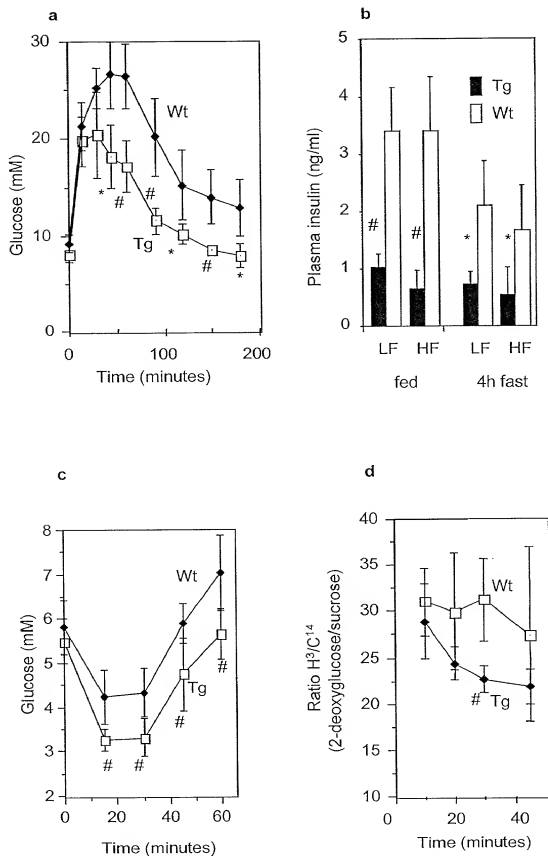 a
30
20
10
0
Glucose (mM)
Wt
Tg
*
#
#
*
#
*
0
100
200
Time (minutes)
b
5
4
3
2
1
0
Plasma insulin (ng/ml)
Tg
Wt
#
#
*
*
LF HF LF HF
fed 4h fast
c
8
7
6
5
4
3
2
Glucose (mM)
Wt
Tg
#
#
#
#
0 20 40 60
Time (minutes)
d
40
35
30
25
20
15
10
Ratio H³/C¹⁴
(2-deoxyglucose/sucrose)
Wt
# Tg
0 20 40
Time (minutes)